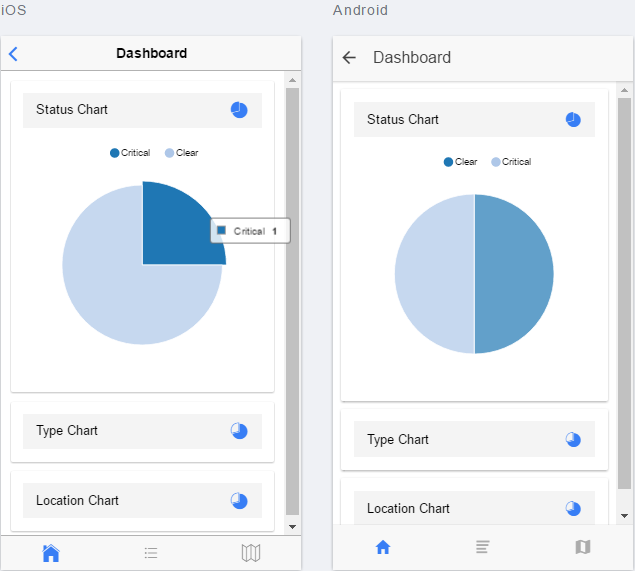 iOS
Dashboard
Status Chart
Critical Clear
Critical 1
Type Chart
Location Chart
Android
Dashboard
Status Chart
Clear Critical
Type Chart
Location Chart